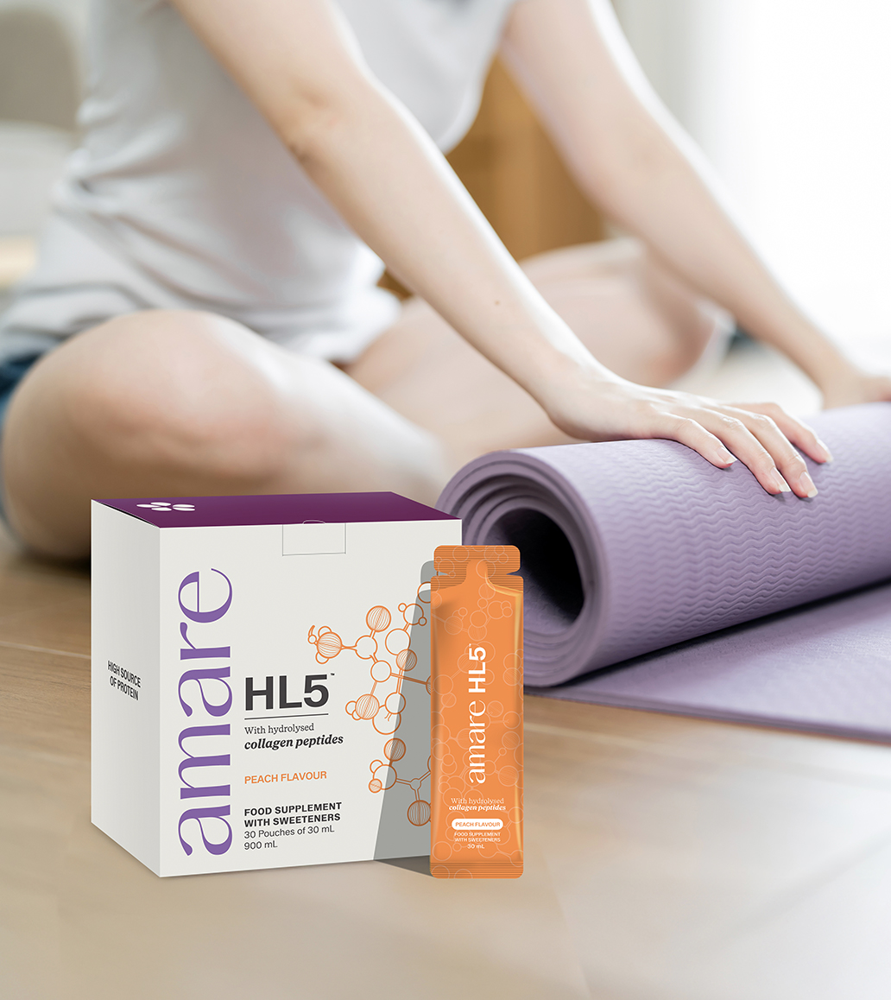 HIGH SOURCE
OF PROTEIN
amare
HL5™
With hydrolysed
collagen peptides
PEACH FLAVOUR
FOOD SUPPLEMENT
WITH SWEETENERS
30 Pouches of 30 mL
900 mL
amare HL5™
With hydrolysed
collagen peptides
PEACH FLAVOUR
FOOD SUPPLEMENT
WITH SWEETENERS
30 mL